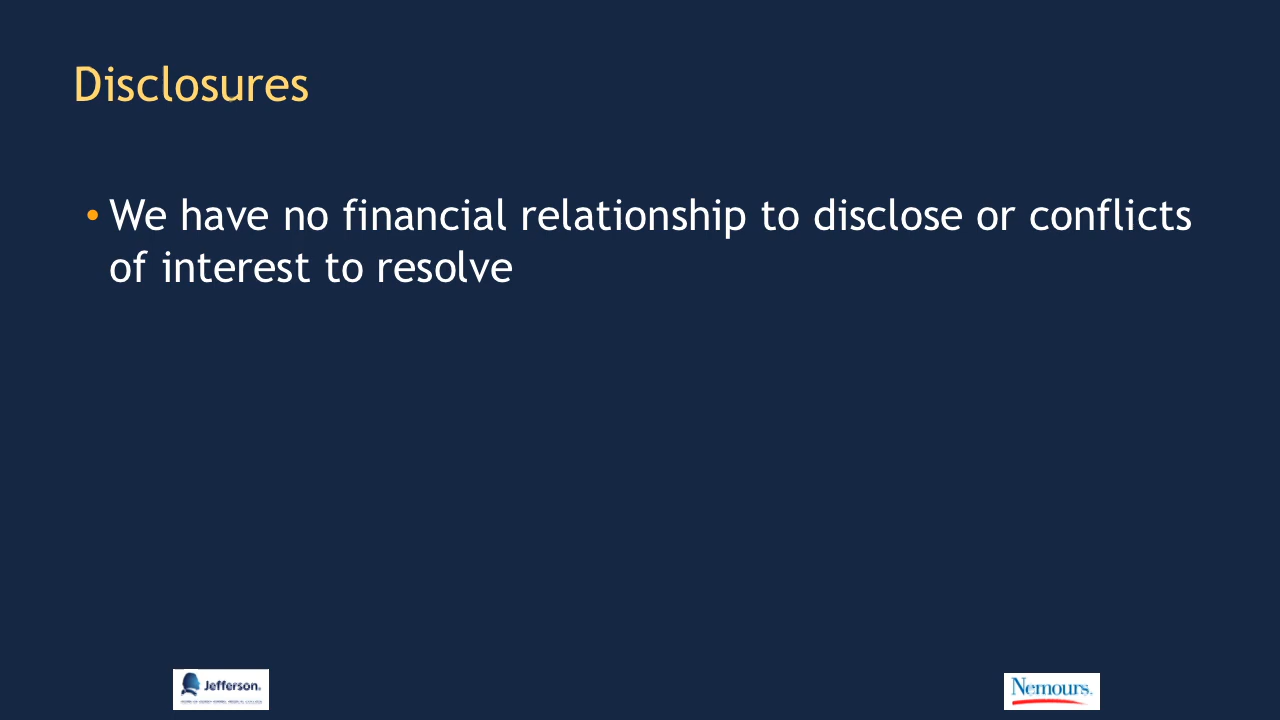 Disclosures
• We have no financial relationship to disclose or conflicts
of interest to resolve
Jefferson.
Nemours.